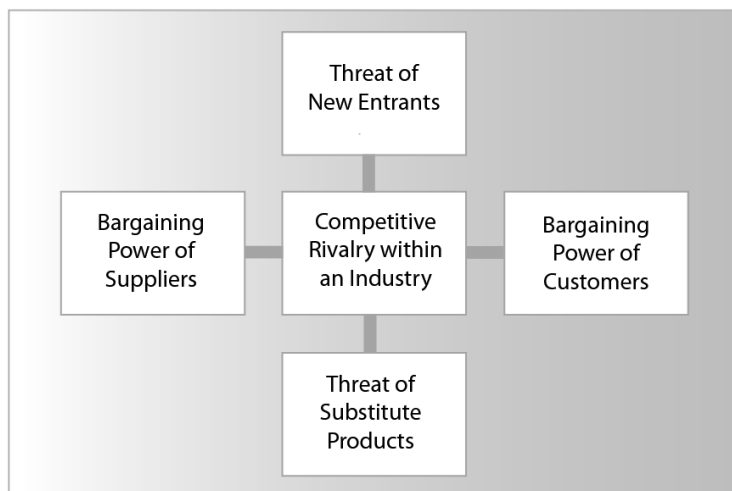 Threat of
New Entrants
Bargaining
Power of
Suppliers
Competitive
Rivalry within
an Industry
Bargaining
Power of
Customers
Threat of
Substitute
Products